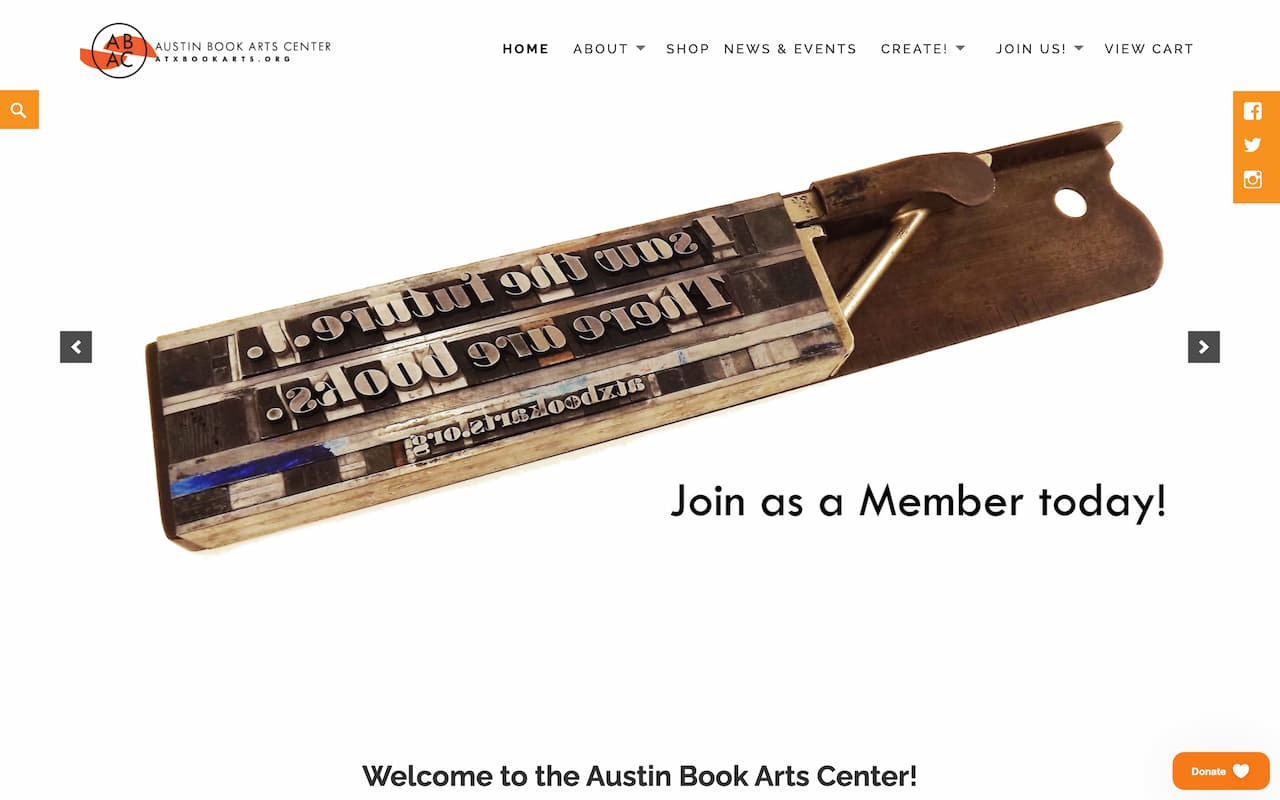 AB
AC
AUSTIN BOOK ARTS CENTER
ATXBOOKARTS.ORG
HOME ABOUT SHOP NEWS & EVENTS CREATE! JOIN US! VIEW CART
I saw the future.
There are books.
atxbookarts.org
Join as a Member today!
Welcome to the Austin Book Arts Center!
Donate